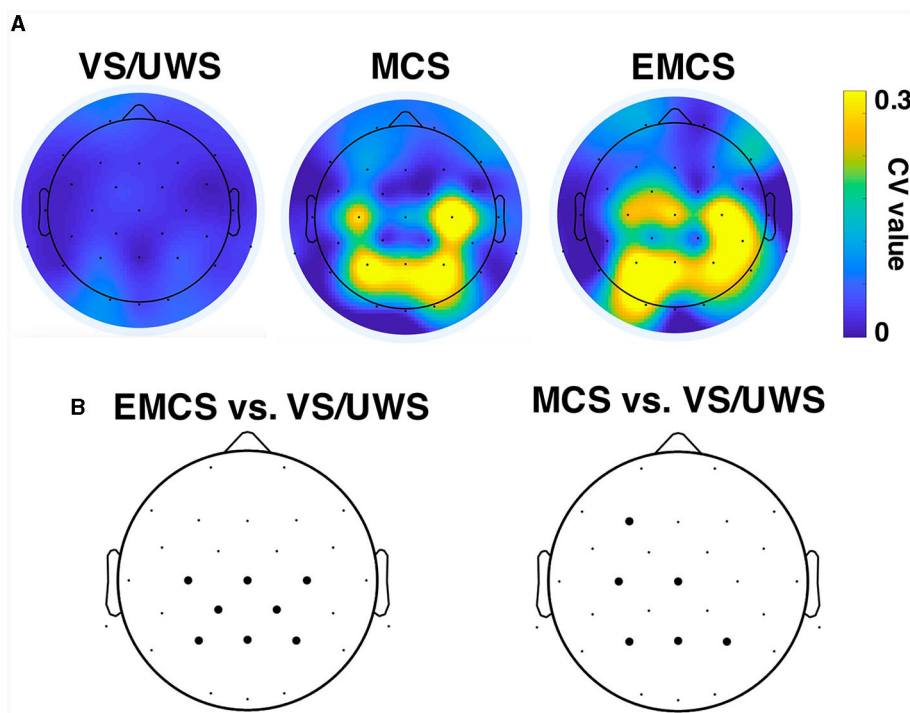 A
VS/UWS
MCS
EMCS
0.3
CV value
0
B
EMCS vs. VS/UWS
MCS vs. VS/UWS